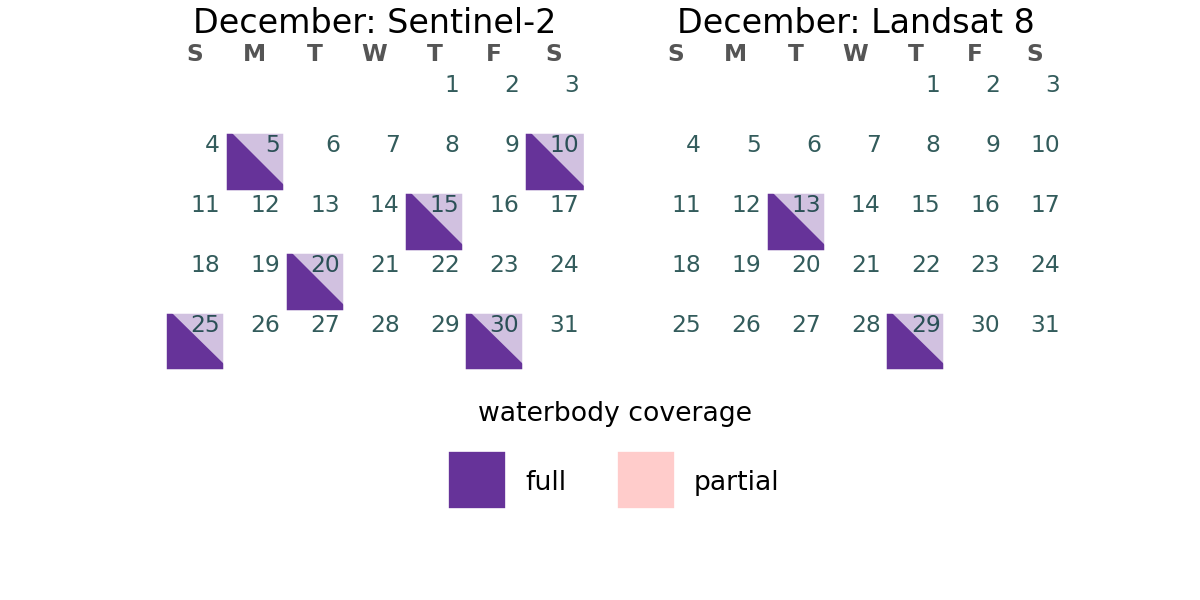 December: Sentinel-2
S M T W T F S
1 2 3
4 5 6 7 8 9 10
11 12 13 14 15 16 17
18 19 20 21 22 23 24
25 26 27 28 29 30 31
December: Landsat 8
S M T W T F S
1 2 3
4 5 6 7 8 9 10
11 12 13 14 15 16 17
18 19 20 21 22 23 24
25 26 27 28 29 30 31
waterbody coverage
full
partial